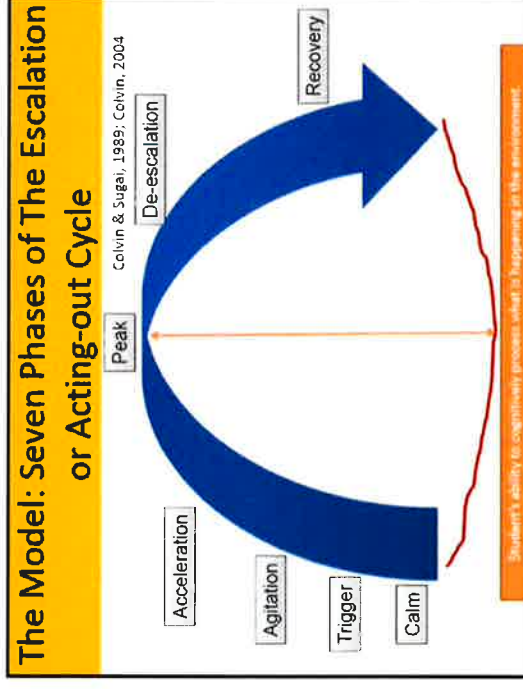 The Model: Seven Phases of The Escalation
or Acting-out Cycle
Colvin & Sugai, 1989; Colvin, 2004
Peak
De-escalation
Acceleration
Recovery
Agitation
Trigger
Calm
Student's ability to cognitively process what is happening in the environment.